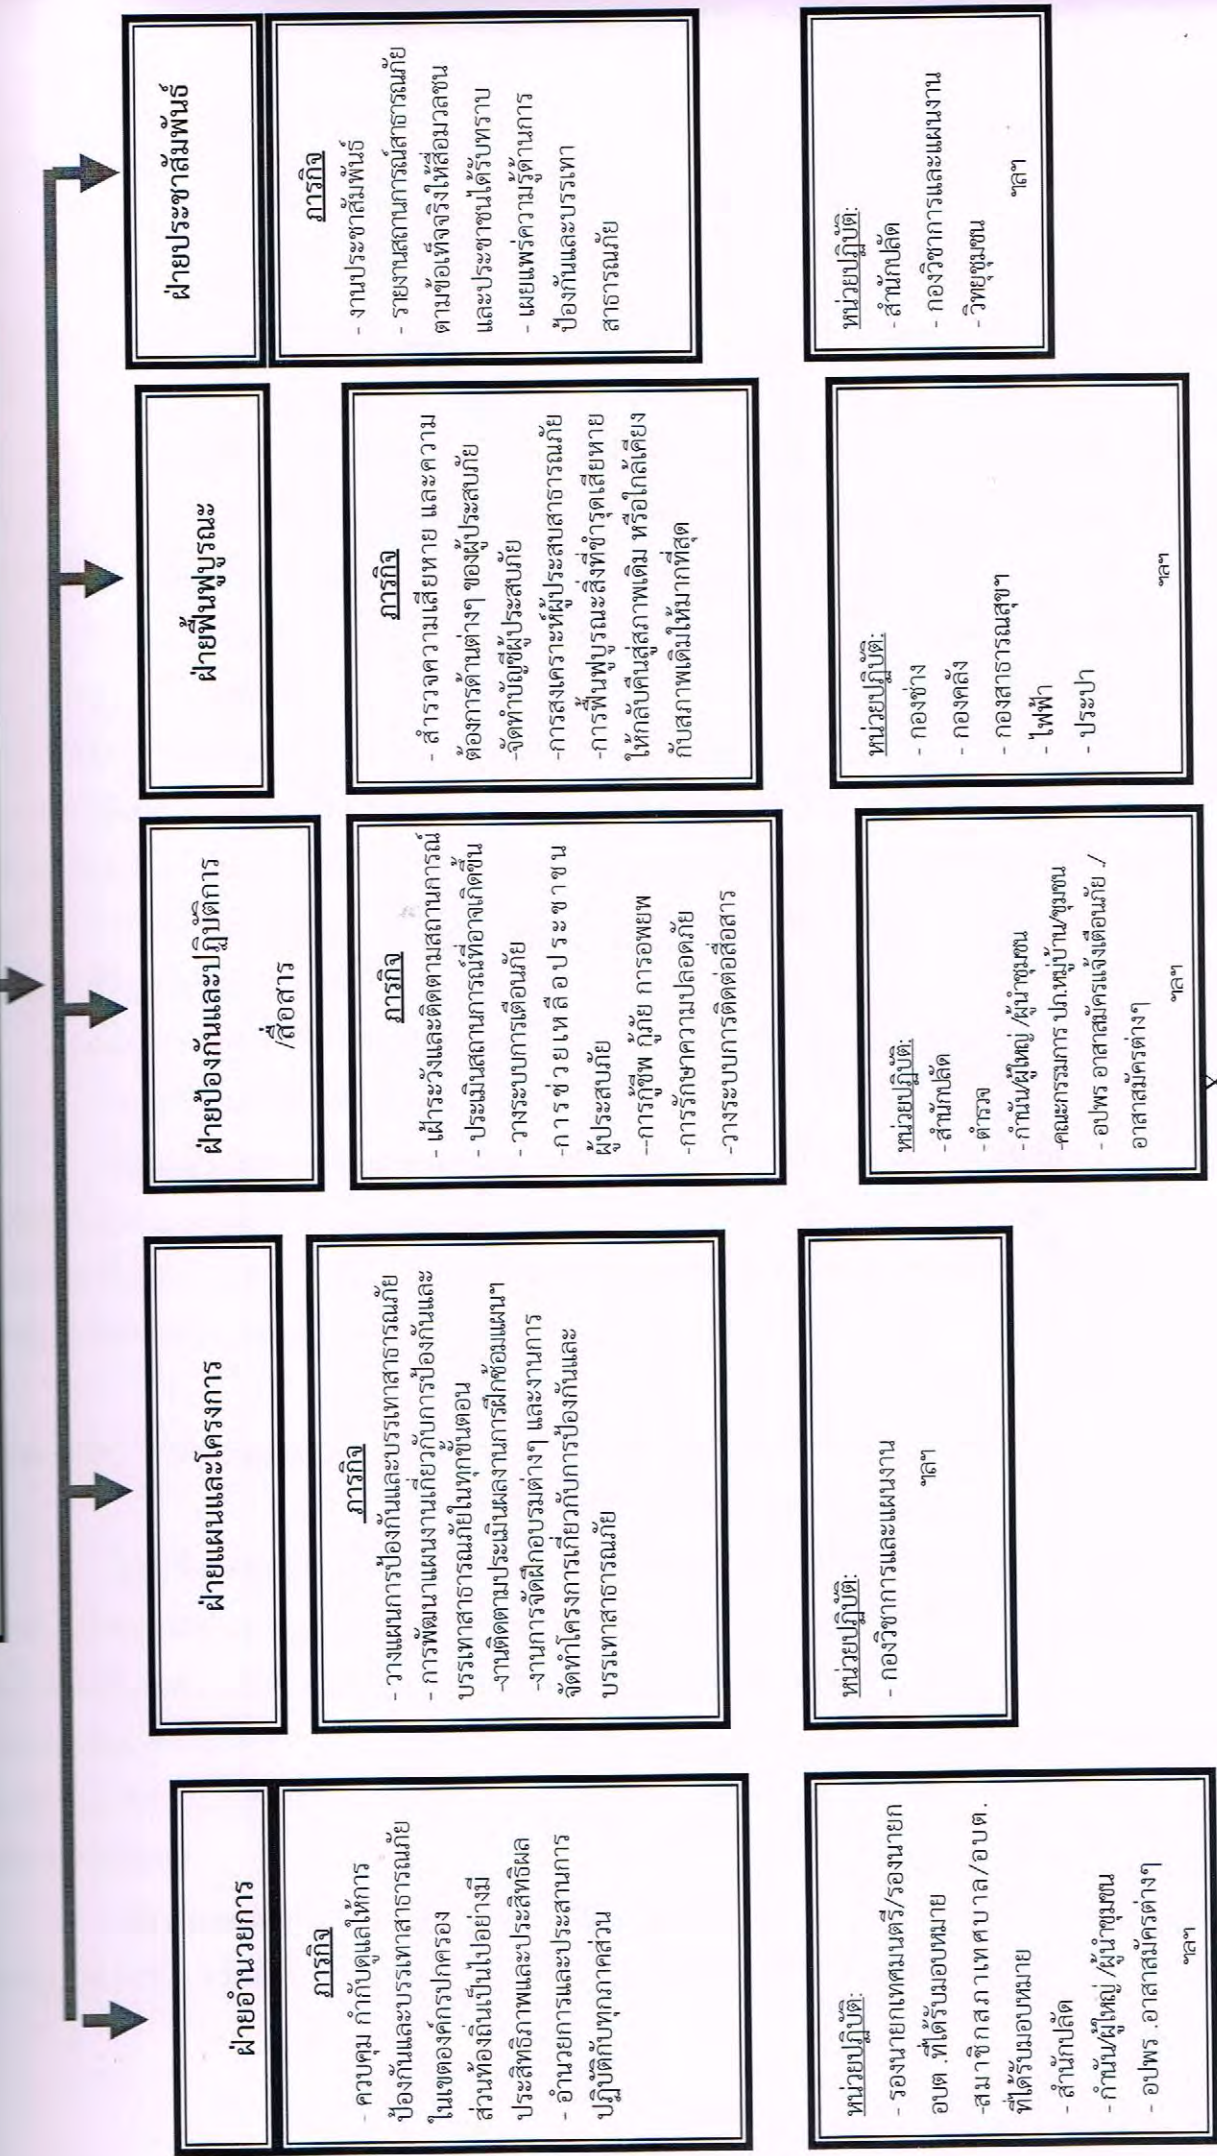 ฝ่ายอำนวยการ
ภารกิจ
- ควบคุม กำกับดูแลให้การ
ป้องกันและบรรเทาสาธารณภัย
ในเขตองค์กรปกครอง
ส่วนท้องถิ่นเป็นไปอย่างมี
ประสิทธิภาพและประสิทธิผล
- อำนวยการและประสานการ
ปฏิบัติกับทุกภาคส่วน
หน่วยปฏิบัติ:
- รองนายกเทศมนตรี/รองนายก
อบต .ที่ได้รับมอบหมาย
-สมาชิกสภาเทศบาล/อบต.
ที่ได้รับมอบหมาย
- สำนักปลัด
- กำนัน/ผู้ใหญ่ /ผู้นำชุมชน
- อปพร .อาสาสมัครต่างๆ
ฯลฯ
ฝ่ายแผนและโครงการ
ภารกิจ
- วางแผนการป้องกันและบรรเทาสาธารณภัย
- การพัฒนาแผนงานเกี่ยวกับการป้องกันและ
บรรเทาสาธารณภัยในทุกขั้นตอน
-งานติดตามประเมินผลงานการฝึกซ้อมแผนฯ
-งานการจัดฝึกอบรมต่างๆ และงานการ
จัดทำโครงการเกี่ยวกับการป้องกันและ
บรรเทาสาธารณภัย
หน่วยปฏิบัติ:
- กองวิชาการและแผนงาน
ฯลฯ
ฝ่ายป้องกันและปฏิบัติการ
/สื่อสาร
ภารกิจ
- เฝ้าระวังและติดตามสถานการณ์
- ประเมินสถานการณ์ที่อาจเกิดขึ้น
- วางระบบการเตือนภัย
-การช่วยเหลือประชาชน
ผู้ประสบภัย
--การกู้ชีพ กู้ภัย การอพยพ
-การรักษาความปลอดภัย
-วางระบบการติดต่อสื่อสาร
หน่วยปฏิบัติ:
- สำนักปลัด
- ตำรวจ
- กำนัน/ผู้ใหญ่ /ผู้นำชุมชน
-คณะกรรมการ ปภ.หมู่บ้าน/ชุมชน
- อปพร อาสาสมัครแจ้งเตือนภัย ./
อาสาสมัครต่างๆ
ฯลฯ
ฝ่ายฟื้นฟูบูรณะ
ภารกิจ
- สำรวจความเสียหาย และความ
ต้องการด้านต่างๆ ของผู้ประสบภัย
-จัดทำบัญชีผู้ประสบภัย
-การสงเคราะห์ผู้ประสบสาธารณภัย
-การฟื้นฟูบูรณะสิ่งที่ชำรุดเสียหาย
ให้กลับคืนสู่สภาพเดิม หรือใกล้เคียง
กับสภาพเดิมให้มากที่สุด
หน่วยปฏิบัติ:
- กองช่าง
- กองคลัง
- กองสาธารณสุขฯ
- ไฟฟ้า
- ประปา
ฯลฯ
ฝ่ายประชาสัมพันธ์
ภารกิจ
- งานประชาสัมพันธ์
- รายงานสถานการณ์สาธารณภัย
ตามข้อเท็จจริงให้สื่อมวลชน
และประชาชนได้รับทราบ
- เผยแพร่ความรู้ด้านการ
ป้องกันและบรรเทา
สาธารณภัย
หน่วยปฏิบัติ:
- สำนักปลัด
- กองวิชาการและแผนงาน
- วิทยุชุมชน
ฯลฯ